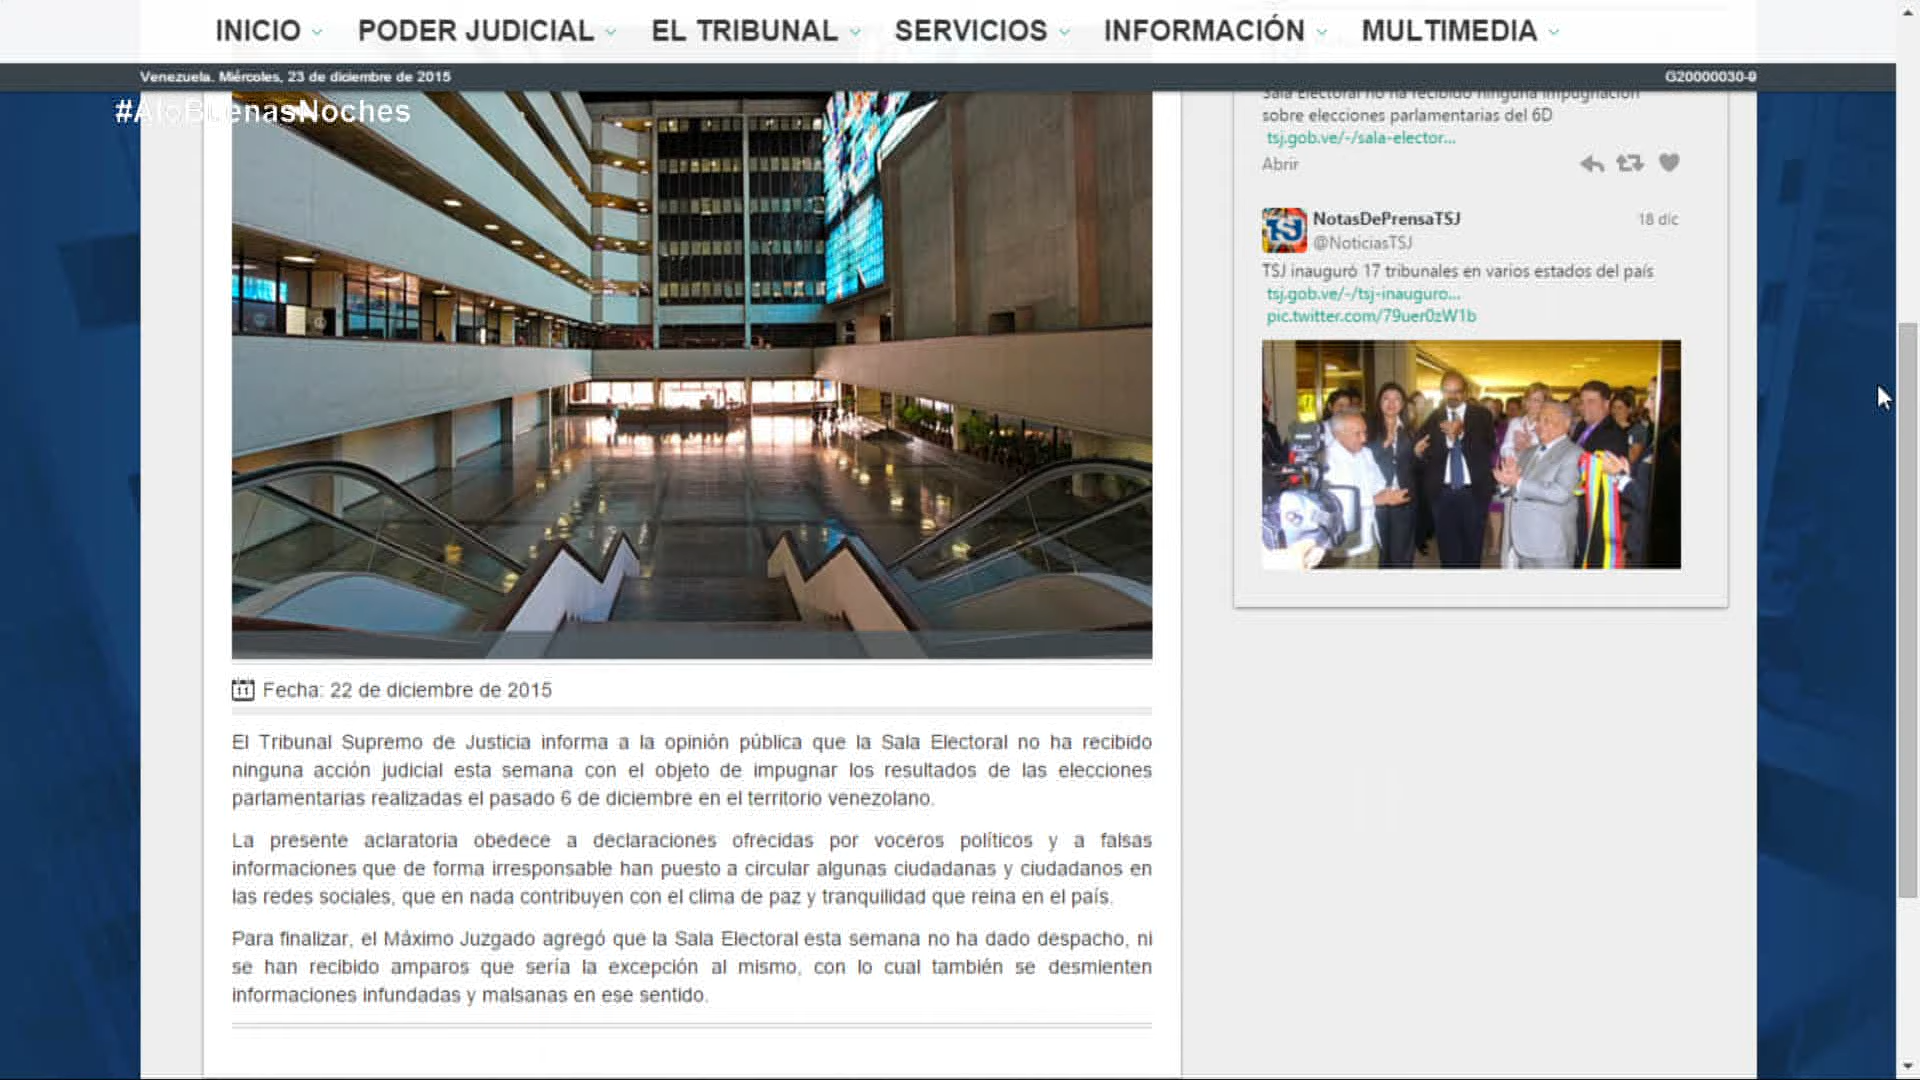 INICIO PODER JUDICIAL EL TRIBUNAL SERVICIOS INFORMACIÓN MULTIMEDIA
Venezuela. Miércoles, 23 de diciembre de 2015
G20000030-9
#AloBuenasNoches
Sala Electoral no ha recibido ninguna impugnación
sobre elecciones parlamentarias del 6D
tsj.gob.ve/-/sala-elector...
Abrir
NotasDePrensaTSJ
18 dic
@NoticiasTSJ
TSJ inauguró 17 tribunales en varios estados del país
tsj.gob.ve/-/tsj-inauguro...
pic.twitter.com/79uer0zW1b
Fecha: 22 de diciembre de 2015
El Tribunal Supremo de Justicia informa a la opinión pública que la Sala Electoral no ha recibido
ninguna acción judicial esta semana con el objeto de impugnar los resultados de las elecciones
parlamentarias realizadas el pasado 6 de diciembre en el territorio venezolano.
La presente aclaratoria obedece a declaraciones ofrecidas por voceros políticos y a falsas
informaciones que de forma irresponsable han puesto a circular algunas ciudadanas y ciudadanos en
las redes sociales, que en nada contribuyen con el clima de paz y tranquilidad que reina en el país.
Para finalizar, el Máximo Juzgado agregó que la Sala Electoral esta semana no ha dado despacho, ni
se han recibido amparos que sería la excepción al mismo, con lo cual también se desmienten
informaciones infundadas y malsanas en ese sentido.